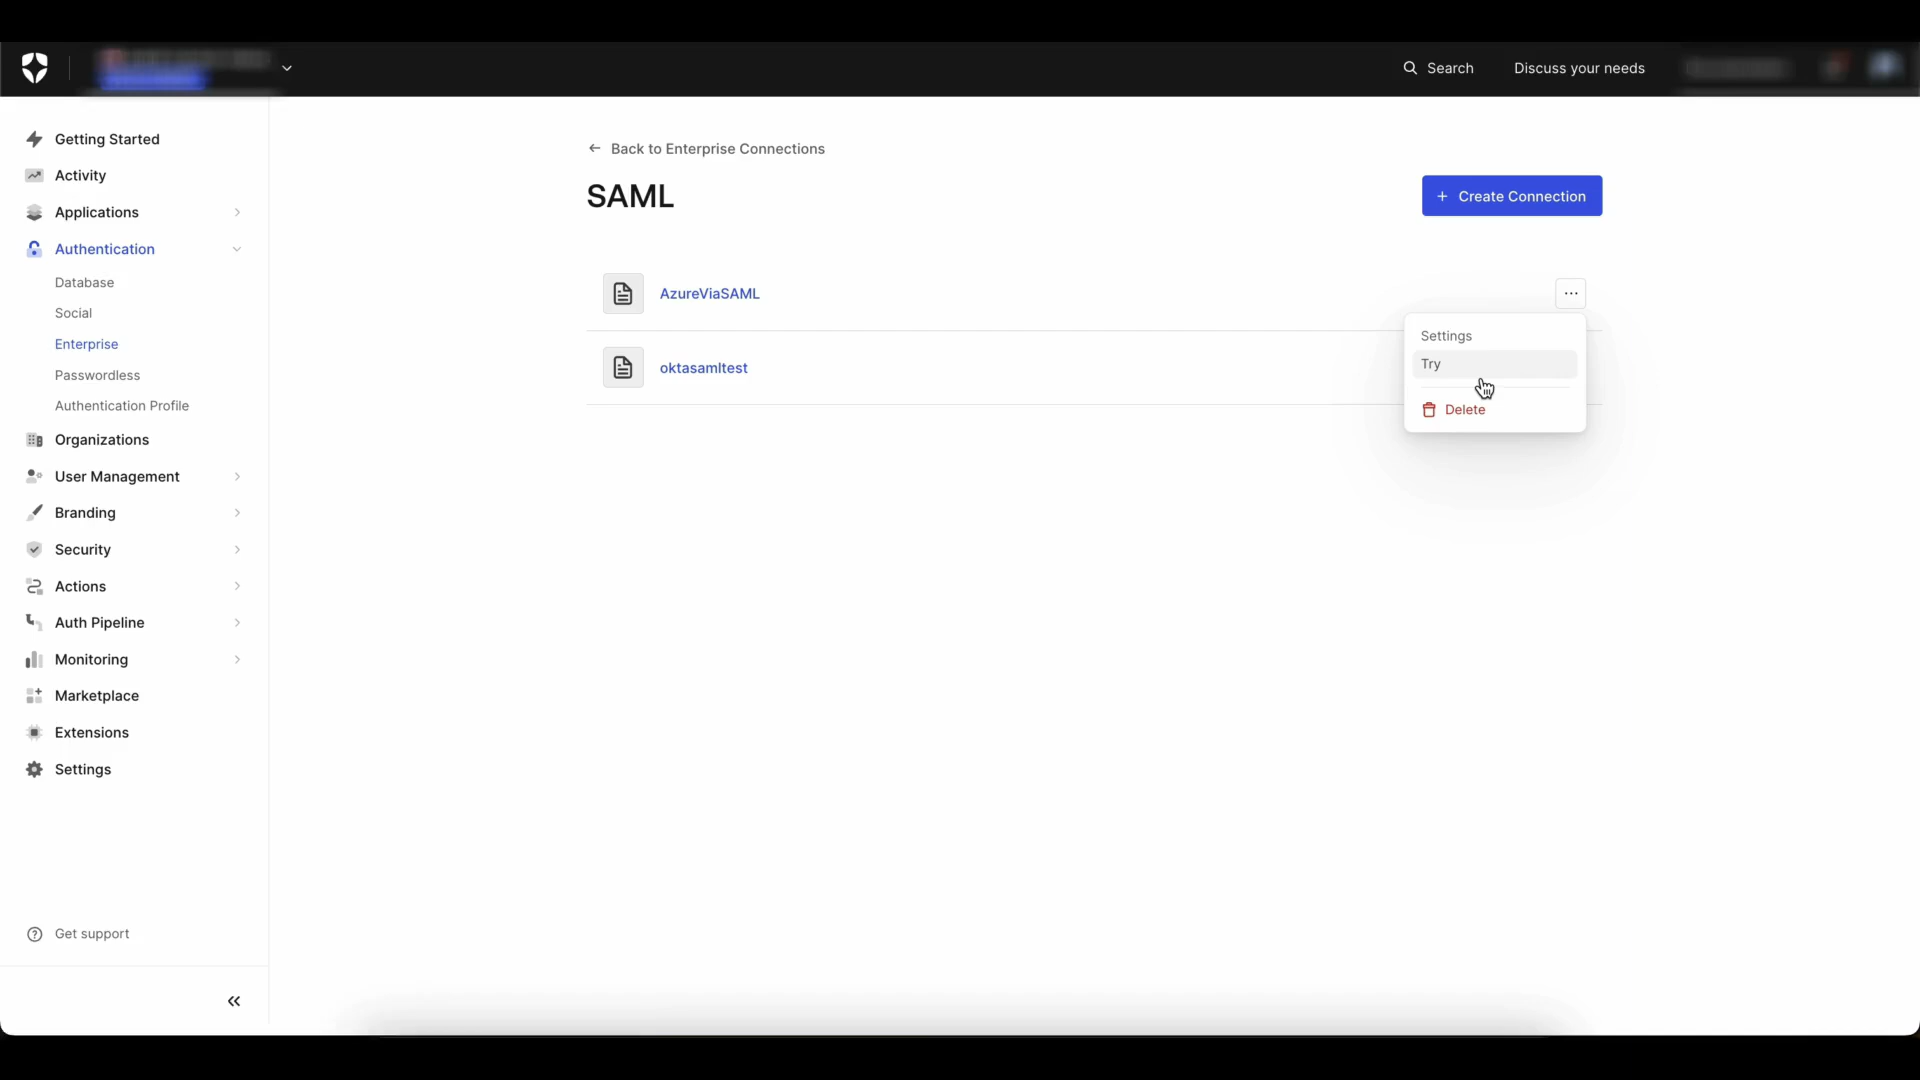 Search
Discuss your needs
Getting Started
Activity
Applications
Authentication
Database
Social
Enterprise
Passwordless
Authentication Profile
Organizations
User Management
Branding
Security
Actions
Auth Pipeline
Monitoring
Marketplace
Extensions
Settings
Get support
Back to Enterprise Connections
SAML
+ Create Connection
AzureViaSAML
oktasamltest
Settings
Try
Delete